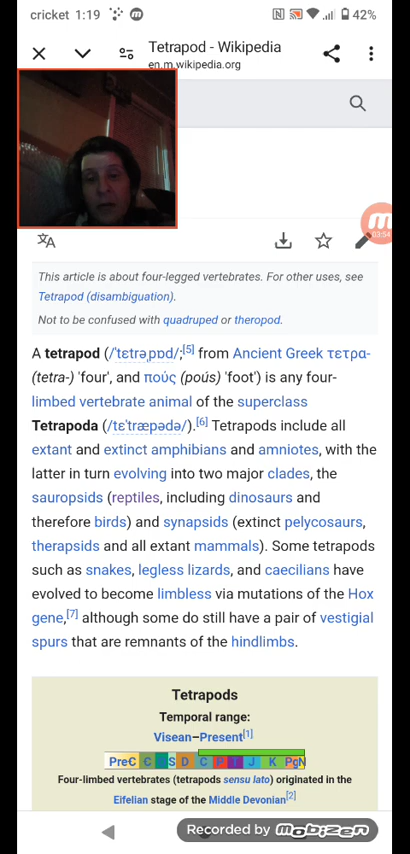 cricket 1:19 42%
Tetrapod - Wikipedia
en.m.wikipedia.org
03:54
This article is about four-legged vertebrates. For other uses, see
Tetrapod (disambiguation).
Not to be confused with quadruped or theropod.
A tetrapod (/ˈtɛtrəˌpɒd/;[5] from Ancient Greek τετρα-
(tetra-) 'four', and πούς (poús) 'foot') is any four-
limbed vertebrate animal of the superclass
Tetrapoda (/tɛˈtræpədə/).[6] Tetrapods include all
extant and extinct amphibians and amniotes, with the
latter in turn evolving into two major clades, the
sauropsids (reptiles, including dinosaurs and
therefore birds) and synapsids (extinct pelycosaurs,
therapsids and all extant mammals). Some tetrapods
such as snakes, legless lizards, and caecilians have
evolved to become limbless via mutations of the Hox
gene,[7] although some do still have a pair of vestigial
spurs that are remnants of the hindlimbs.
Tetrapods
Temporal range:
Visean–Present[1]
PreꞒ Ꞓ S D C P T J K PgN
Four-limbed vertebrates (tetrapods sensu lato) originated in the
Eifelian stage of the Middle Devonian[2]
Recorded by mobizen